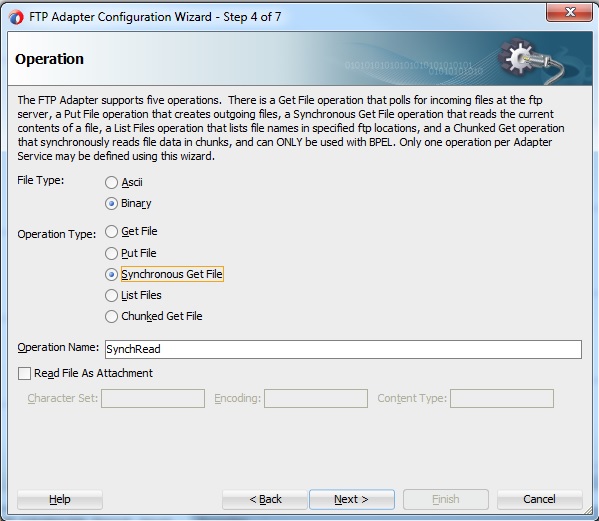 FTP Adapter Configuration Wizard - Step 4 of 7
Operation
The FTP Adapter supports five operations.  There is a Get File operation that polls for incoming files at the ftp
server, a Put File operation that creates outgoing files, a Synchronous Get File operation that reads the current
contents of a file, a List Files operation that lists file names in specified ftp locations, and a Chunked Get operation
that synchronously reads file data in chunks, and can ONLY be used with BPEL. Only one operation per Adapter
Service may be defined using this wizard.
File Type:
Ascii
Binary
Operation Type:
Get File
Put File
Synchronous Get File
List Files
Chunked Get File
Operation Name: SynchRead
Read File As Attachment
Character Set: Encoding: Content Type:
Help < Back Next > Finish Cancel